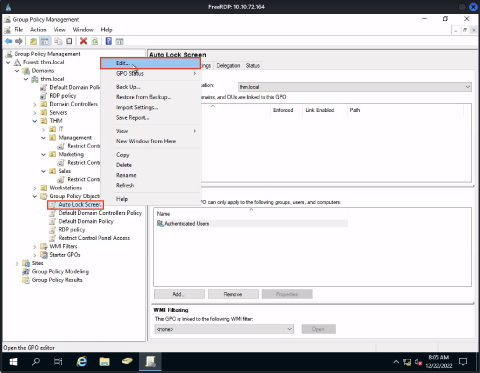 FreeRDP: 10.10.72.164
Group Policy Management
File Action View Window Help
Group Policy Management
Forest: thm.local
Domains
thm.local
Default Domain Polic
RDP policy
Domain Controllers
Servers
THM
IT
Management
Restrict Contr
Marketing
Restrict Contr
Sales
Restrict Contr
Workstations
Group Policy Objects
Auto Lock Screen
Default Domain Controllers Policy
Default Domain Policy
RDP policy
Restrict Control Panel Access
WMI Filters
Starter GPOs
Sites
Group Policy Modeling
Group Policy Results
Edit...
GPO Status
Back Up...
Restore from Backup...
Import Settings...
Save Report...
View
New Window from Here
Copy
Delete
Rename
Refresh
Help
Auto Lock Screen
ngs Delegation Status
ation: thm.local
mains, and OUs are linked to this GPO:
Enforced Link Enabled Path
PO can only apply to the following groups, users, and computers:
Name
Authenticated Users
Add... Remove Properties
WMI Filtering
This GPO is linked to the following WMI filter:
<none> Open
Open the GPO editor
8:05 AM
12/22/2022